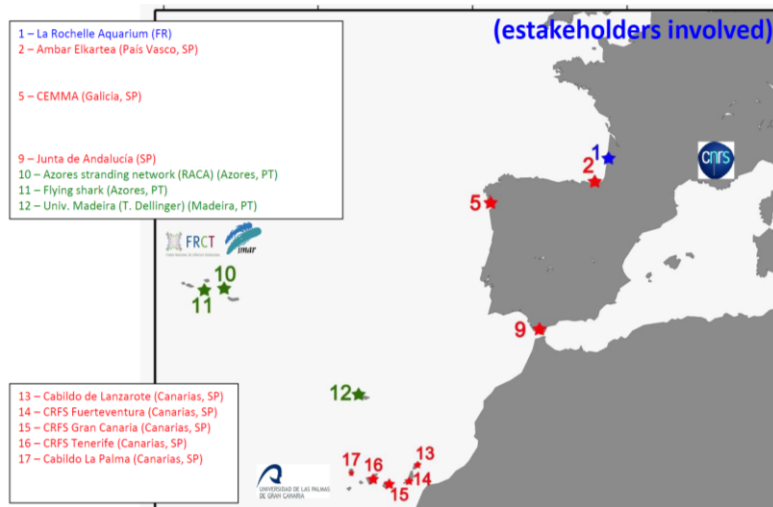 (estakeholders involved)
1 – La Rochelle Aquarium (FR)
2 – Ambar Elkartea (País Vasco, SP)
5 – CEMMA (Galicia, SP)
9 – Junta de Andalucía (SP)
10 – Azores stranding network (RACA) (Azores, PT)
11 – Flying shark (Azores, PT)
12 – Univ. Madeira (T. Dellinger) (Madeira, PT)
1
2
cnrs
5
FRCT
imar
10
11
9
12
13 – Cabildo de Lanzarote (Canarias, SP)
14 – CRFS Fuerteventura (Canarias, SP)
15 – CRFS Gran Canaria (Canarias, SP)
16 – CRFS Tenerife (Canarias, SP)
17 – Cabildo La Palma (Canarias, SP)
13
17
16
14
15
UNIVERSIDAD DE LAS PALMAS
DE GRAN CANARIA